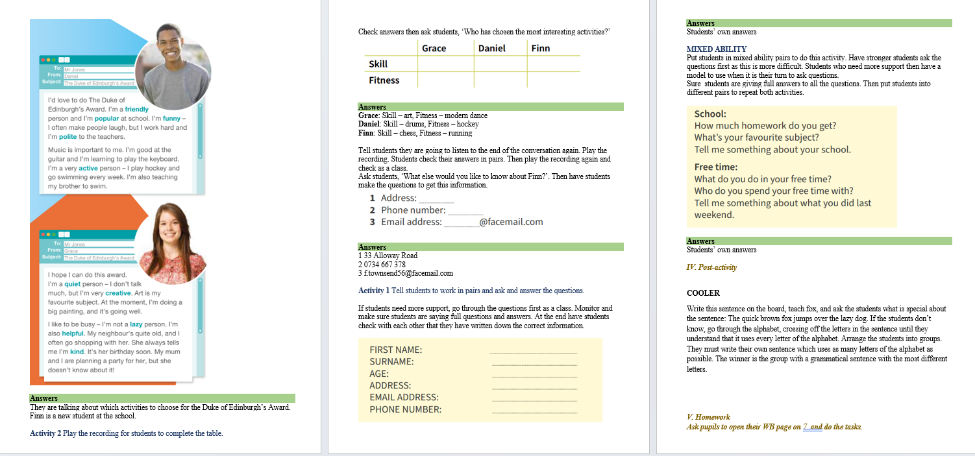 To: Mr Jones
From: Daniel
Subject: The Duke of Edinburgh's Award
I'd love to do The Duke of
Edinburgh's Award. I'm a friendly
person and I'm popular at school. I'm funny –
I often make people laugh, but I work hard and
I'm polite to the teachers.
Music is important to me. I'm good at the
guitar and I'm learning to play the keyboard.
I'm a very active person – I play hockey and
go swimming every week. I'm also teaching
my brother to swim.
To: Mr Jones
From: Grace
Subject: The Duke of Edinburgh's Award
I hope I can do this award.
I'm a quiet person – I don't talk
much, but I'm very creative. Art is my
favourite subject. At the moment, I'm doing a
big painting, and it's going well.
I like to be busy – I'm not a lazy person. I'm
also helpful. My neighbour's quite old, and I
often go shopping with her. She always tells
me I'm kind. It's her birthday soon. My mum
and I are planning a party for her, but she
doesn't know about it!
Answers
They are talking about which activities to choose for the Duke of Edinburgh's Award.
Finn is a new student at the school.
Activity 2 Play the recording for students to complete the table.
Check answers then ask students, 'Who has chosen the most interesting activities?'
Grace Daniel Finn
Skill
Fitness
Answers
Grace: Skill – art, Fitness – modern dance
Daniel: Skill – drums, Fitness – hockey
Finn: Skill – chess, Fitness – running
Tell students they are going to listen to the end of the conversation again. Play the
recording. Students check their answers in pairs. Then play the recording again and
check as a class.
Ask students, 'What else would you like to know about Finn?'. Then have students
make the questions to get this information.
1 Address: ______
2 Phone number: ______
3 Email address: ______@facemail.com
Answers
1 33 Alloway Road
2 0734 667 378
3 f.townsend56@facemail.com
Activity 1 Tell students to work in pairs and ask and answer the questions.
If students need more support, go through the questions first as a class. Monitor and
make sure students are saying full questions and answers. At the end have students
check with each other that they have written down the correct information.
FIRST NAME:
SURNAME:
AGE:
ADDRESS:
EMAIL ADDRESS:
PHONE NUMBER:
Answers
Students' own answers
MIXED ABILITY
Put students in mixed ability pairs to do this activity. Have stronger students ask the
questions first as this is more difficult. Students who need more support then have a
model to use when it is their turn to ask questions.
Sure students are giving full answers to all the questions. Then put students into
different pairs to repeat both activities.
School:
How much homework do you get?
What's your favourite subject?
Tell me something about your school.
Free time:
What do you do in your free time?
Who do you spend your free time with?
Tell me something about what you did last
weekend.
Answers
Students' own answers
IV. Post-activity
COOLER
Write this sentence on the board, teach fox, and ask the students what is special about
the sentence: The quick brown fox jumps over the lazy dog. If the students don't
know, go through the alphabet, crossing off the letters in the sentence until they
understand that it uses every letter of the alphabet. Arrange the students into groups.
They must write their own sentence which uses as many letters of the alphabet as
possible. The winner is the group with a grammatical sentence with the most different
letters.
V. Homework
Ask pupils to open their WB page on 7 and do the tasks.